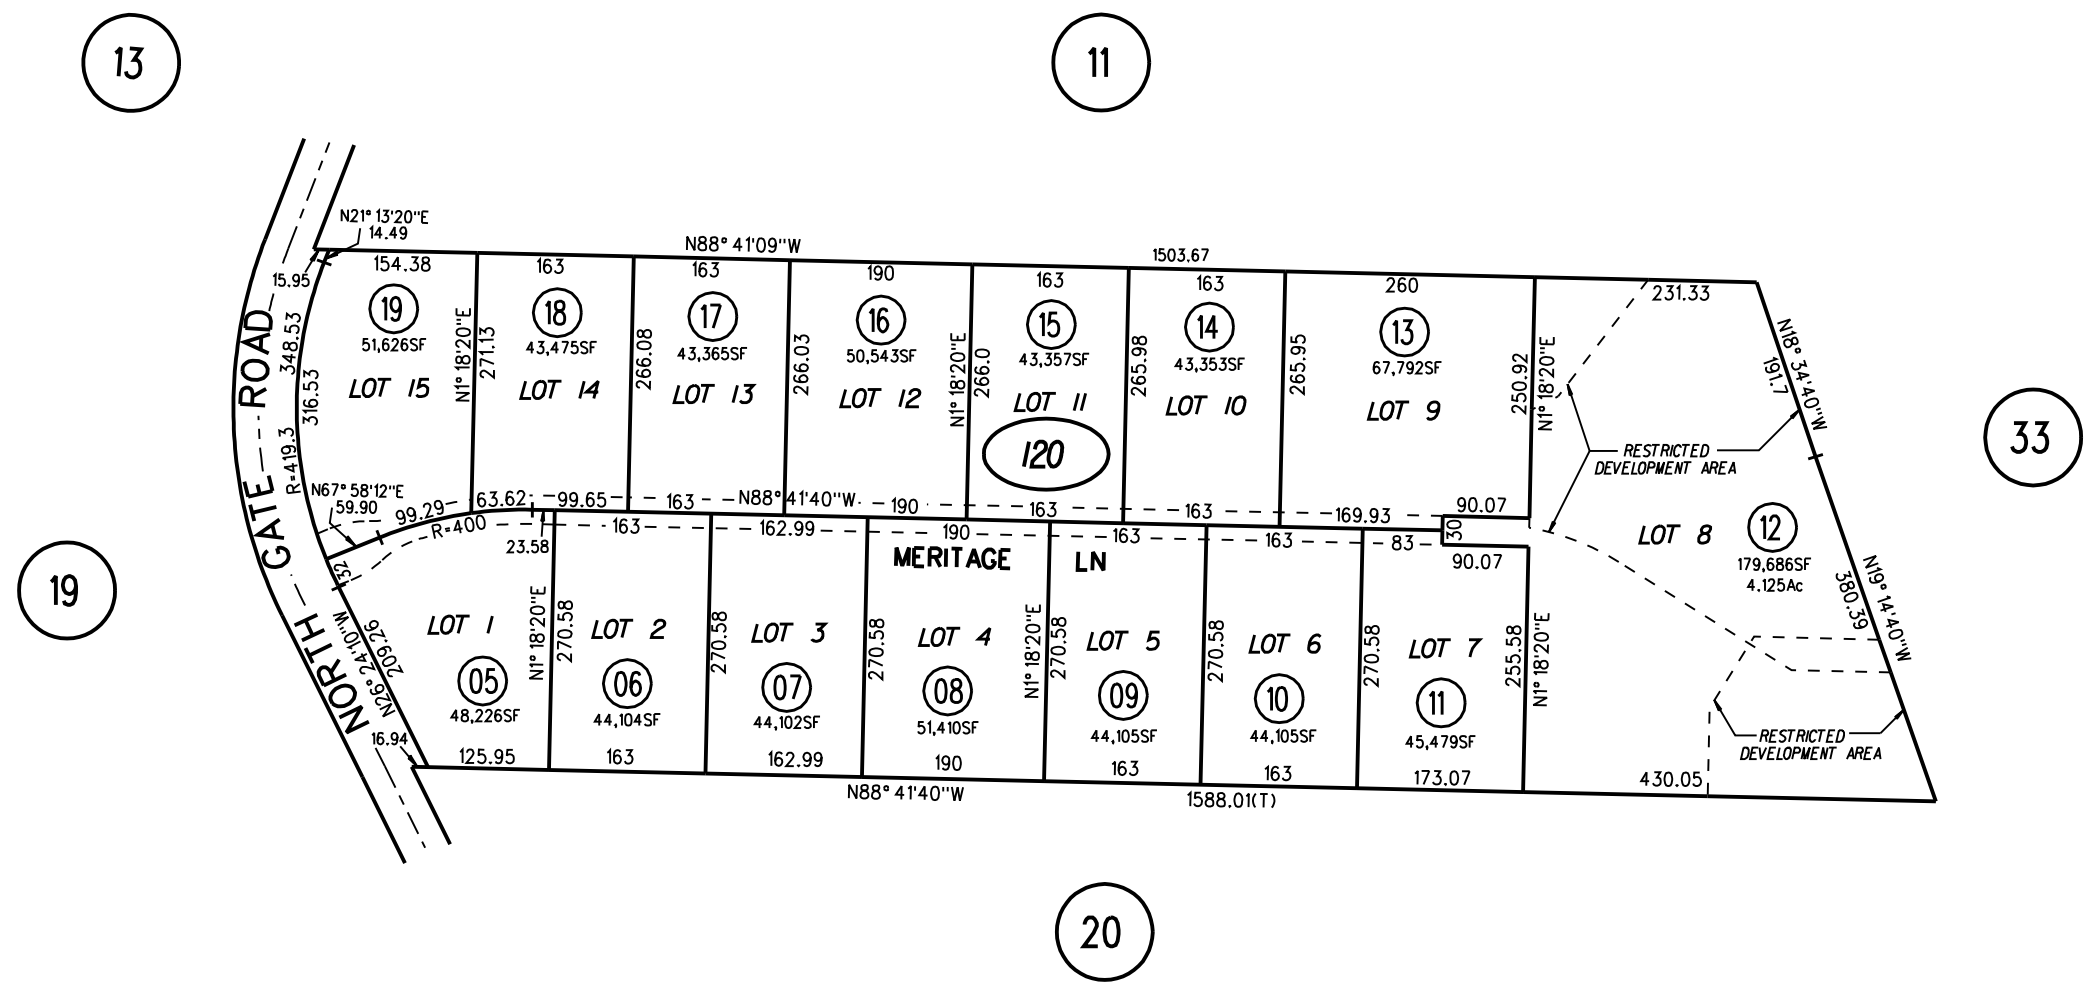 13
11
N21° 13'20"E
14.49
N88° 41'09"W
1503.67
15.95
154.38
163
163
190
163
163
260
231.33
19
51,626SF
LOT 15
18
43,475SF
LOT 14
17
43,365SF
LOT 13
16
50,543SF
LOT 12
15
43,357SF
LOT 11
120
14
43,353SF
LOT 10
13
67,792SF
LOT 9
348.53
316.53
R=419.3
N1° 18'20"E
271.13
266.08
266.03
N1° 18'20"E
266.0
265.98
265.95
250.92
N1° 18'20"E
N18° 34'40"W
191.7
RESTRICTED
DEVELOPMENT AREA
33
NORTH GATE ROAD
N67° 58'12"E
59.90
99.29
R=400
63.62
99.65
163
N88° 41'40"W
190
163
163
169.93
90.07
30
90.07
23.58
163
162.99
190
163
163
83
MERITAGE LN
32
N26° 24'10"W
209.26
16.94
19
LOT 1
05
48,226SF
N1° 18'20"E
270.58
LOT 2
06
44,104SF
270.58
LOT 3
07
44,102SF
270.58
LOT 4
08
51,410SF
N1° 18'20"E
270.58
LOT 5
09
44,105SF
270.58
LOT 6
10
44,105SF
270.58
LOT 7
11
45,479SF
255.58
N1° 18'20"E
LOT 8
12
179,686SF
4.125Ac
N19° 14'40"W
380.39
RESTRICTED
DEVELOPMENT AREA
125.95
163
162.99
190
163
163
173.07
430.05
N88° 41'40"W
1588.01(T)
20